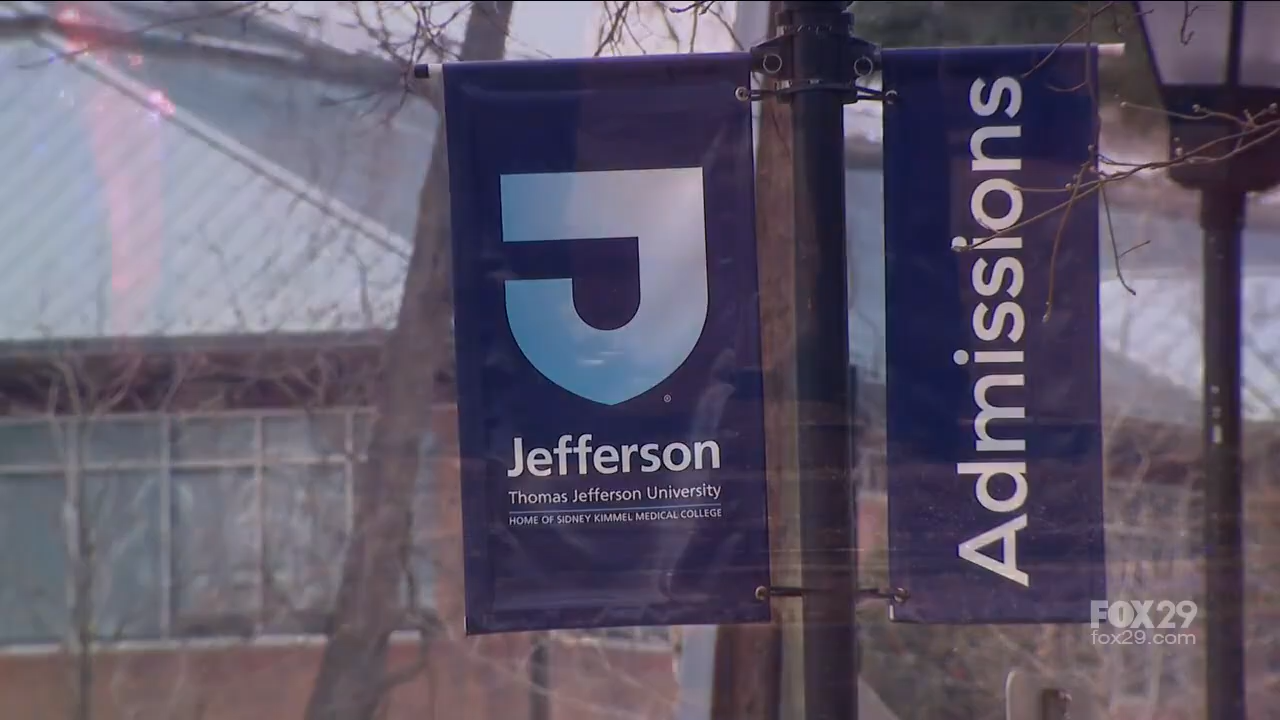 Jefferson
Thomas Jefferson University
HOME OF SIDNEY KIMMEL MEDICAL COLLEGE
Admissions
FOX29
fox29.com